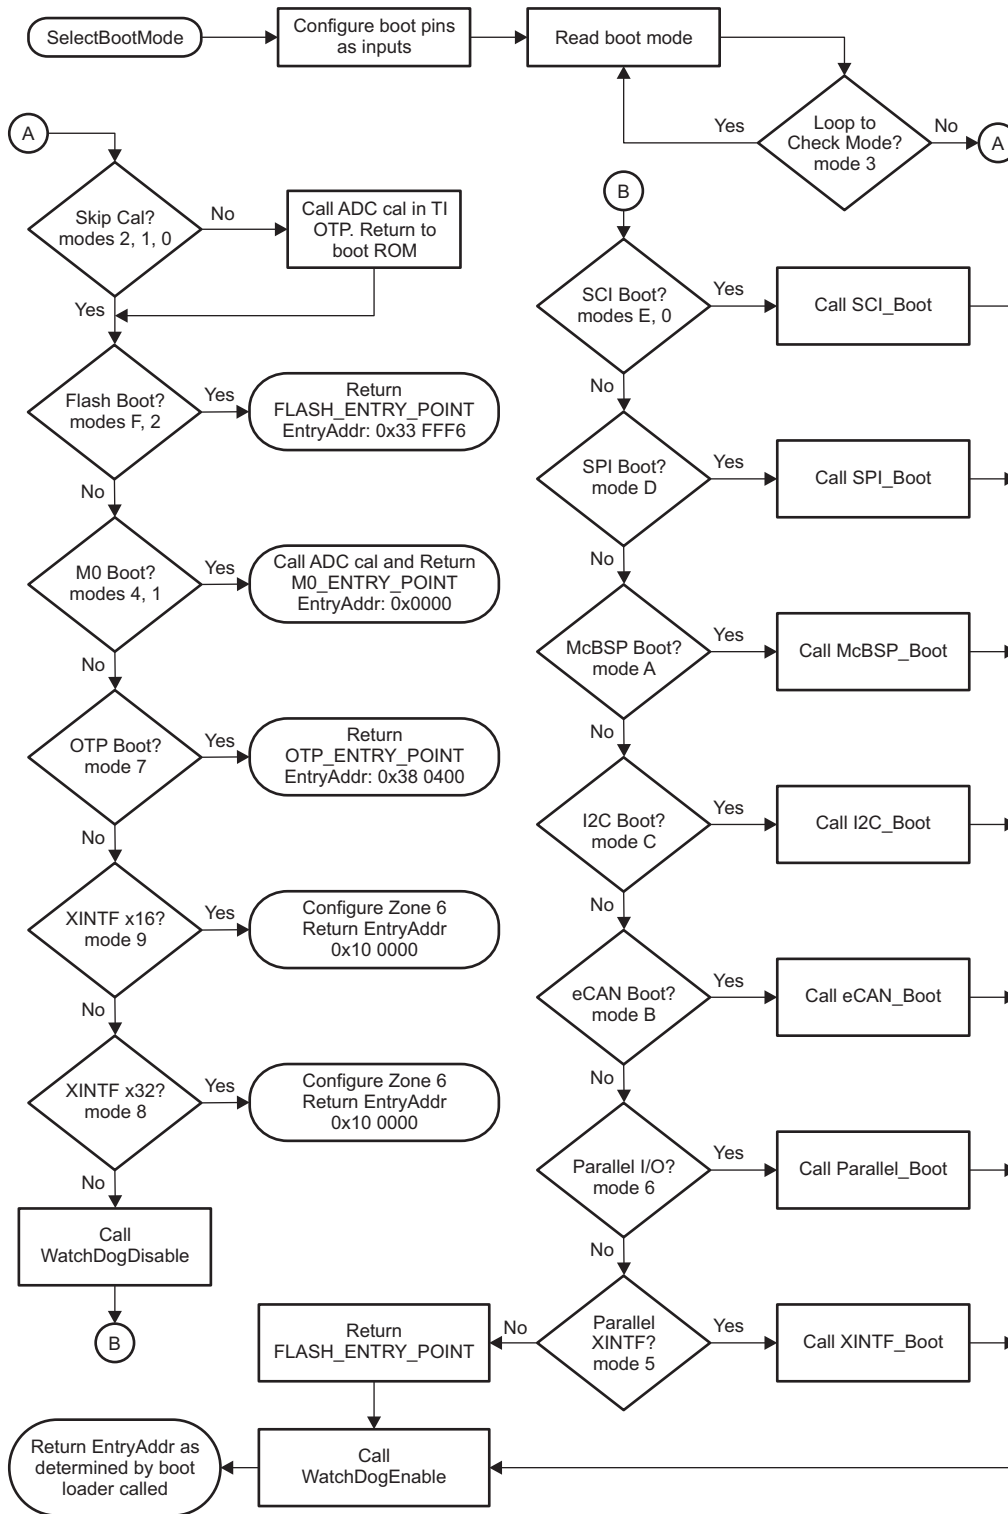 SelectBootMode
Configure boot pins
as inputs
Read boot mode
Loop to
Check Mode?
mode 3
Yes
No
A
A
Skip Cal?
modes 2, 1, 0
No
Call ADC cal in TI
OTP. Return to
boot ROM
Yes
Flash Boot?
modes F, 2
Yes
Return
FLASH_ENTRY_POINT
EntryAddr: 0x33 FFF6
No
M0 Boot?
modes 4, 1
Yes
Call ADC cal and Return
M0_ENTRY_POINT
EntryAddr: 0x0000
No
OTP Boot?
mode 7
Yes
Return
OTP_ENTRY_POINT
EntryAddr: 0x38 0400
No
XINTF x16?
mode 9
Yes
Configure Zone 6
Return EntryAddr
0x10 0000
No
XINTF x32?
mode 8
Yes
Configure Zone 6
Return EntryAddr
0x10 0000
No
Call
WatchDogDisable
B
B
SCI Boot?
modes E, 0
Yes
Call SCI_Boot
No
SPI Boot?
mode D
Yes
Call SPI_Boot
No
McBSP Boot?
mode A
Yes
Call McBSP_Boot
No
I2C Boot?
mode C
Yes
Call I2C_Boot
No
eCAN Boot?
mode B
Yes
Call eCAN_Boot
No
Parallel I/O?
mode 6
Yes
Call Parallel_Boot
No
Parallel
XINTF?
mode 5
Yes
Call XINTF_Boot
No
Return
FLASH_ENTRY_POINT
Call
WatchDogEnable
Return EntryAddr as
determined by boot
loader called